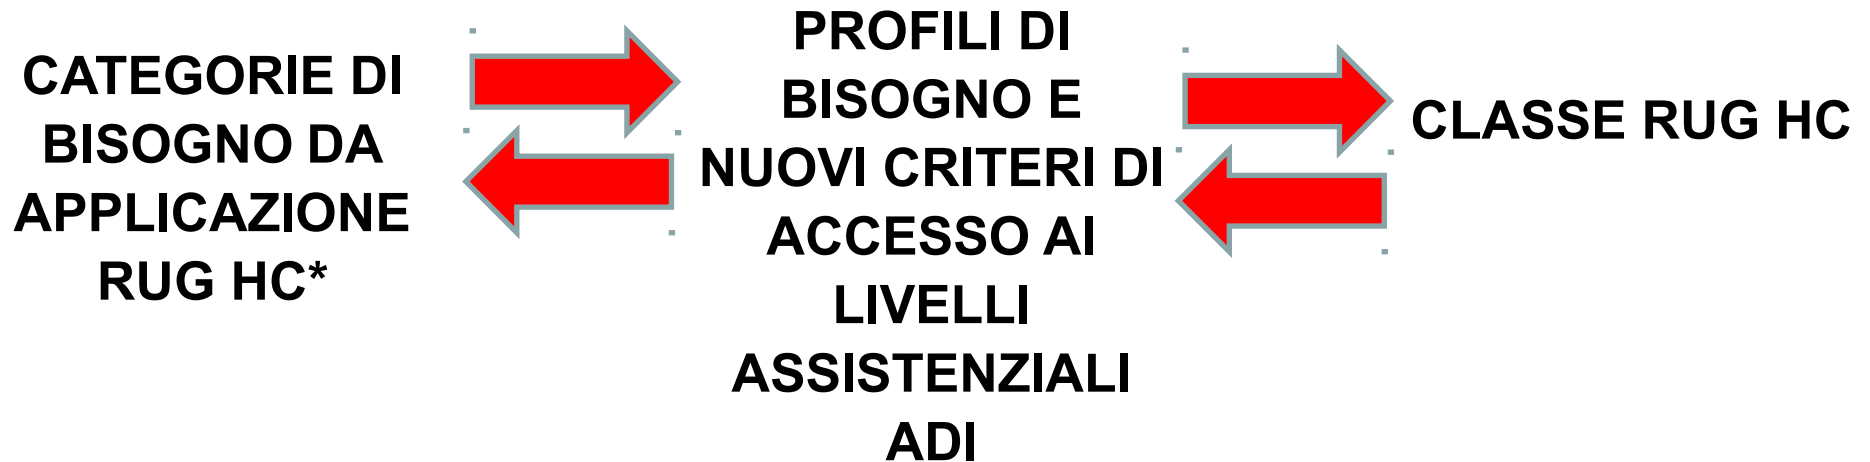 CATEGORIE DI
BISOGNO DA
APPLICAZIONE
RUG HC*
PROFILI DI
BISOGNO E
NUOVI CRITERI DI
ACCESSO AI
LIVELLI
ASSISTENZIALI
ADI
CLASSE RUG HC